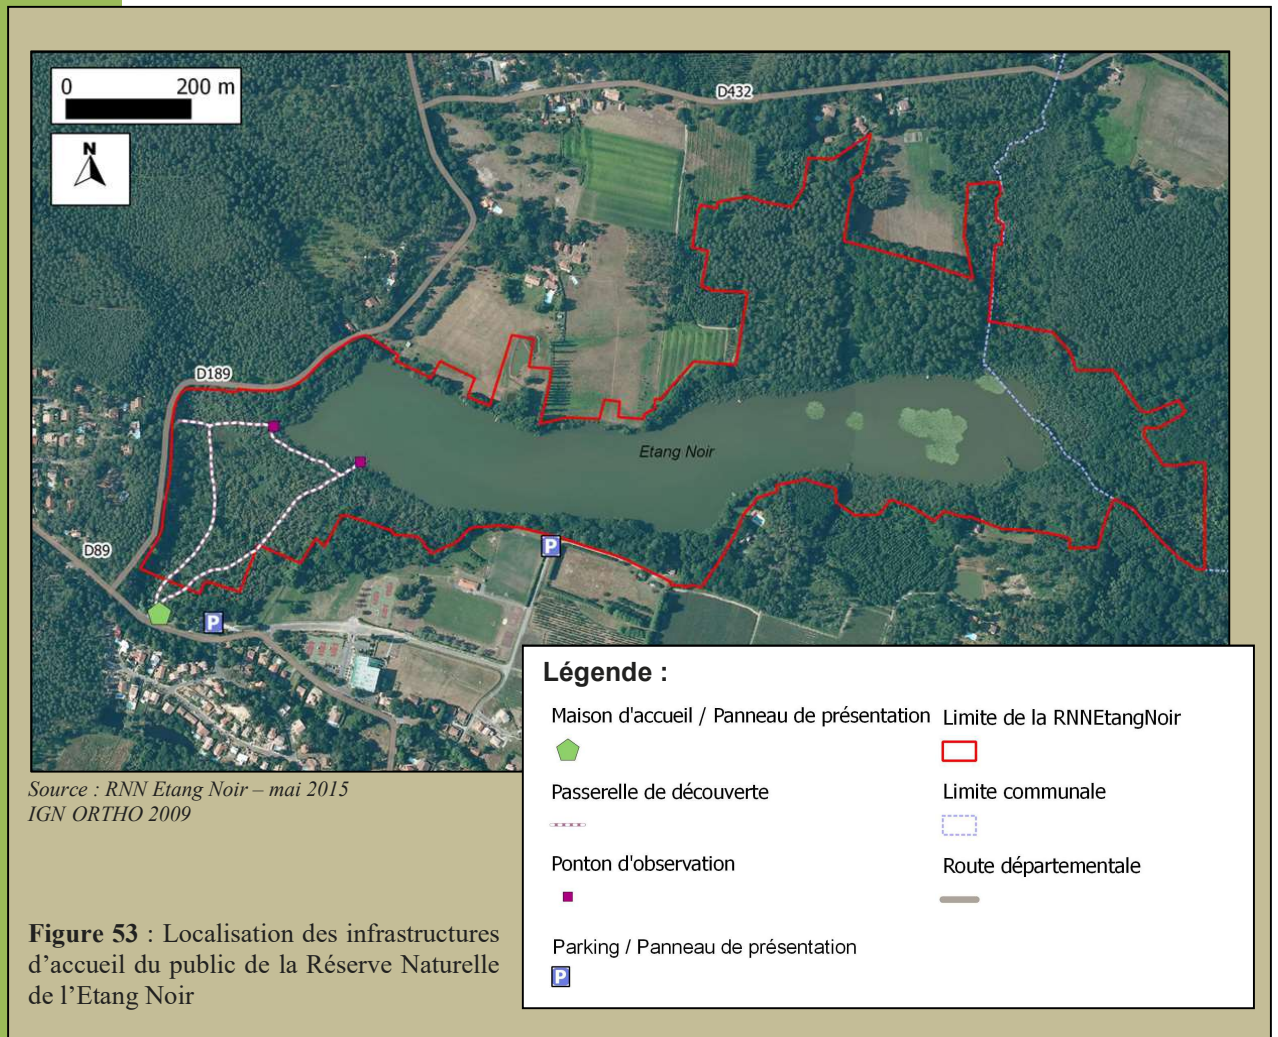 0 200 m
N
D432
D189
Etang Noir
D89
P
P
Légende :
Maison d'accueil / Panneau de présentation
Limite de la RNNEtangNoir
Passerelle de découverte
Limite communale
Ponton d'observation
Route départementale
Parking / Panneau de présentation
P
Source : RNN Etang Noir – mai 2015
IGN ORTHO 2009
Figure 53 : Localisation des infrastructures
d’accueil du public de la Réserve Naturelle
de l’Etang Noir